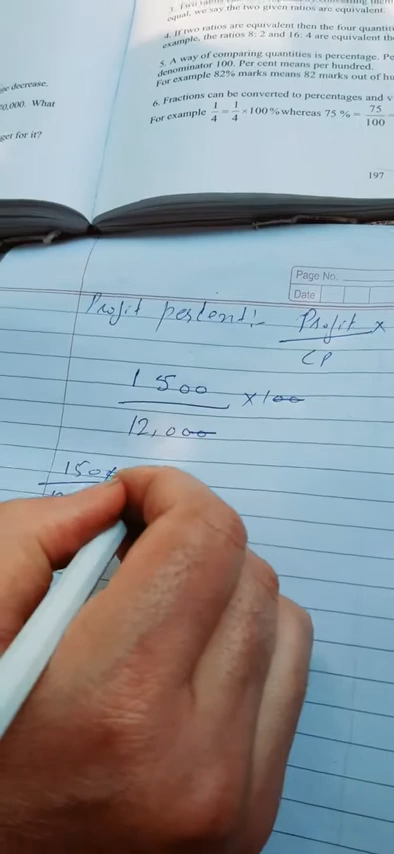 equal, we say the two given ratios are equivalent.
4. If two ratios are equivalent then the four quantit
example, the ratios 8: 2 and 16: 4 are equivalent the
5. A way of comparing quantities is percentage. Pe
denominator 100. Per cent means per hundred.
For example 82% marks means 82 marks out of hu
6. Fractions can be converted to percentages and v
For example 1/4 = 1/4 × 100% whereas 75 % = 75/100 =
decrease.
0,000. What
get for it?
197
Page No.
Date
Profit persent:- Profit/CP ×
1500/12,000 ×100
150